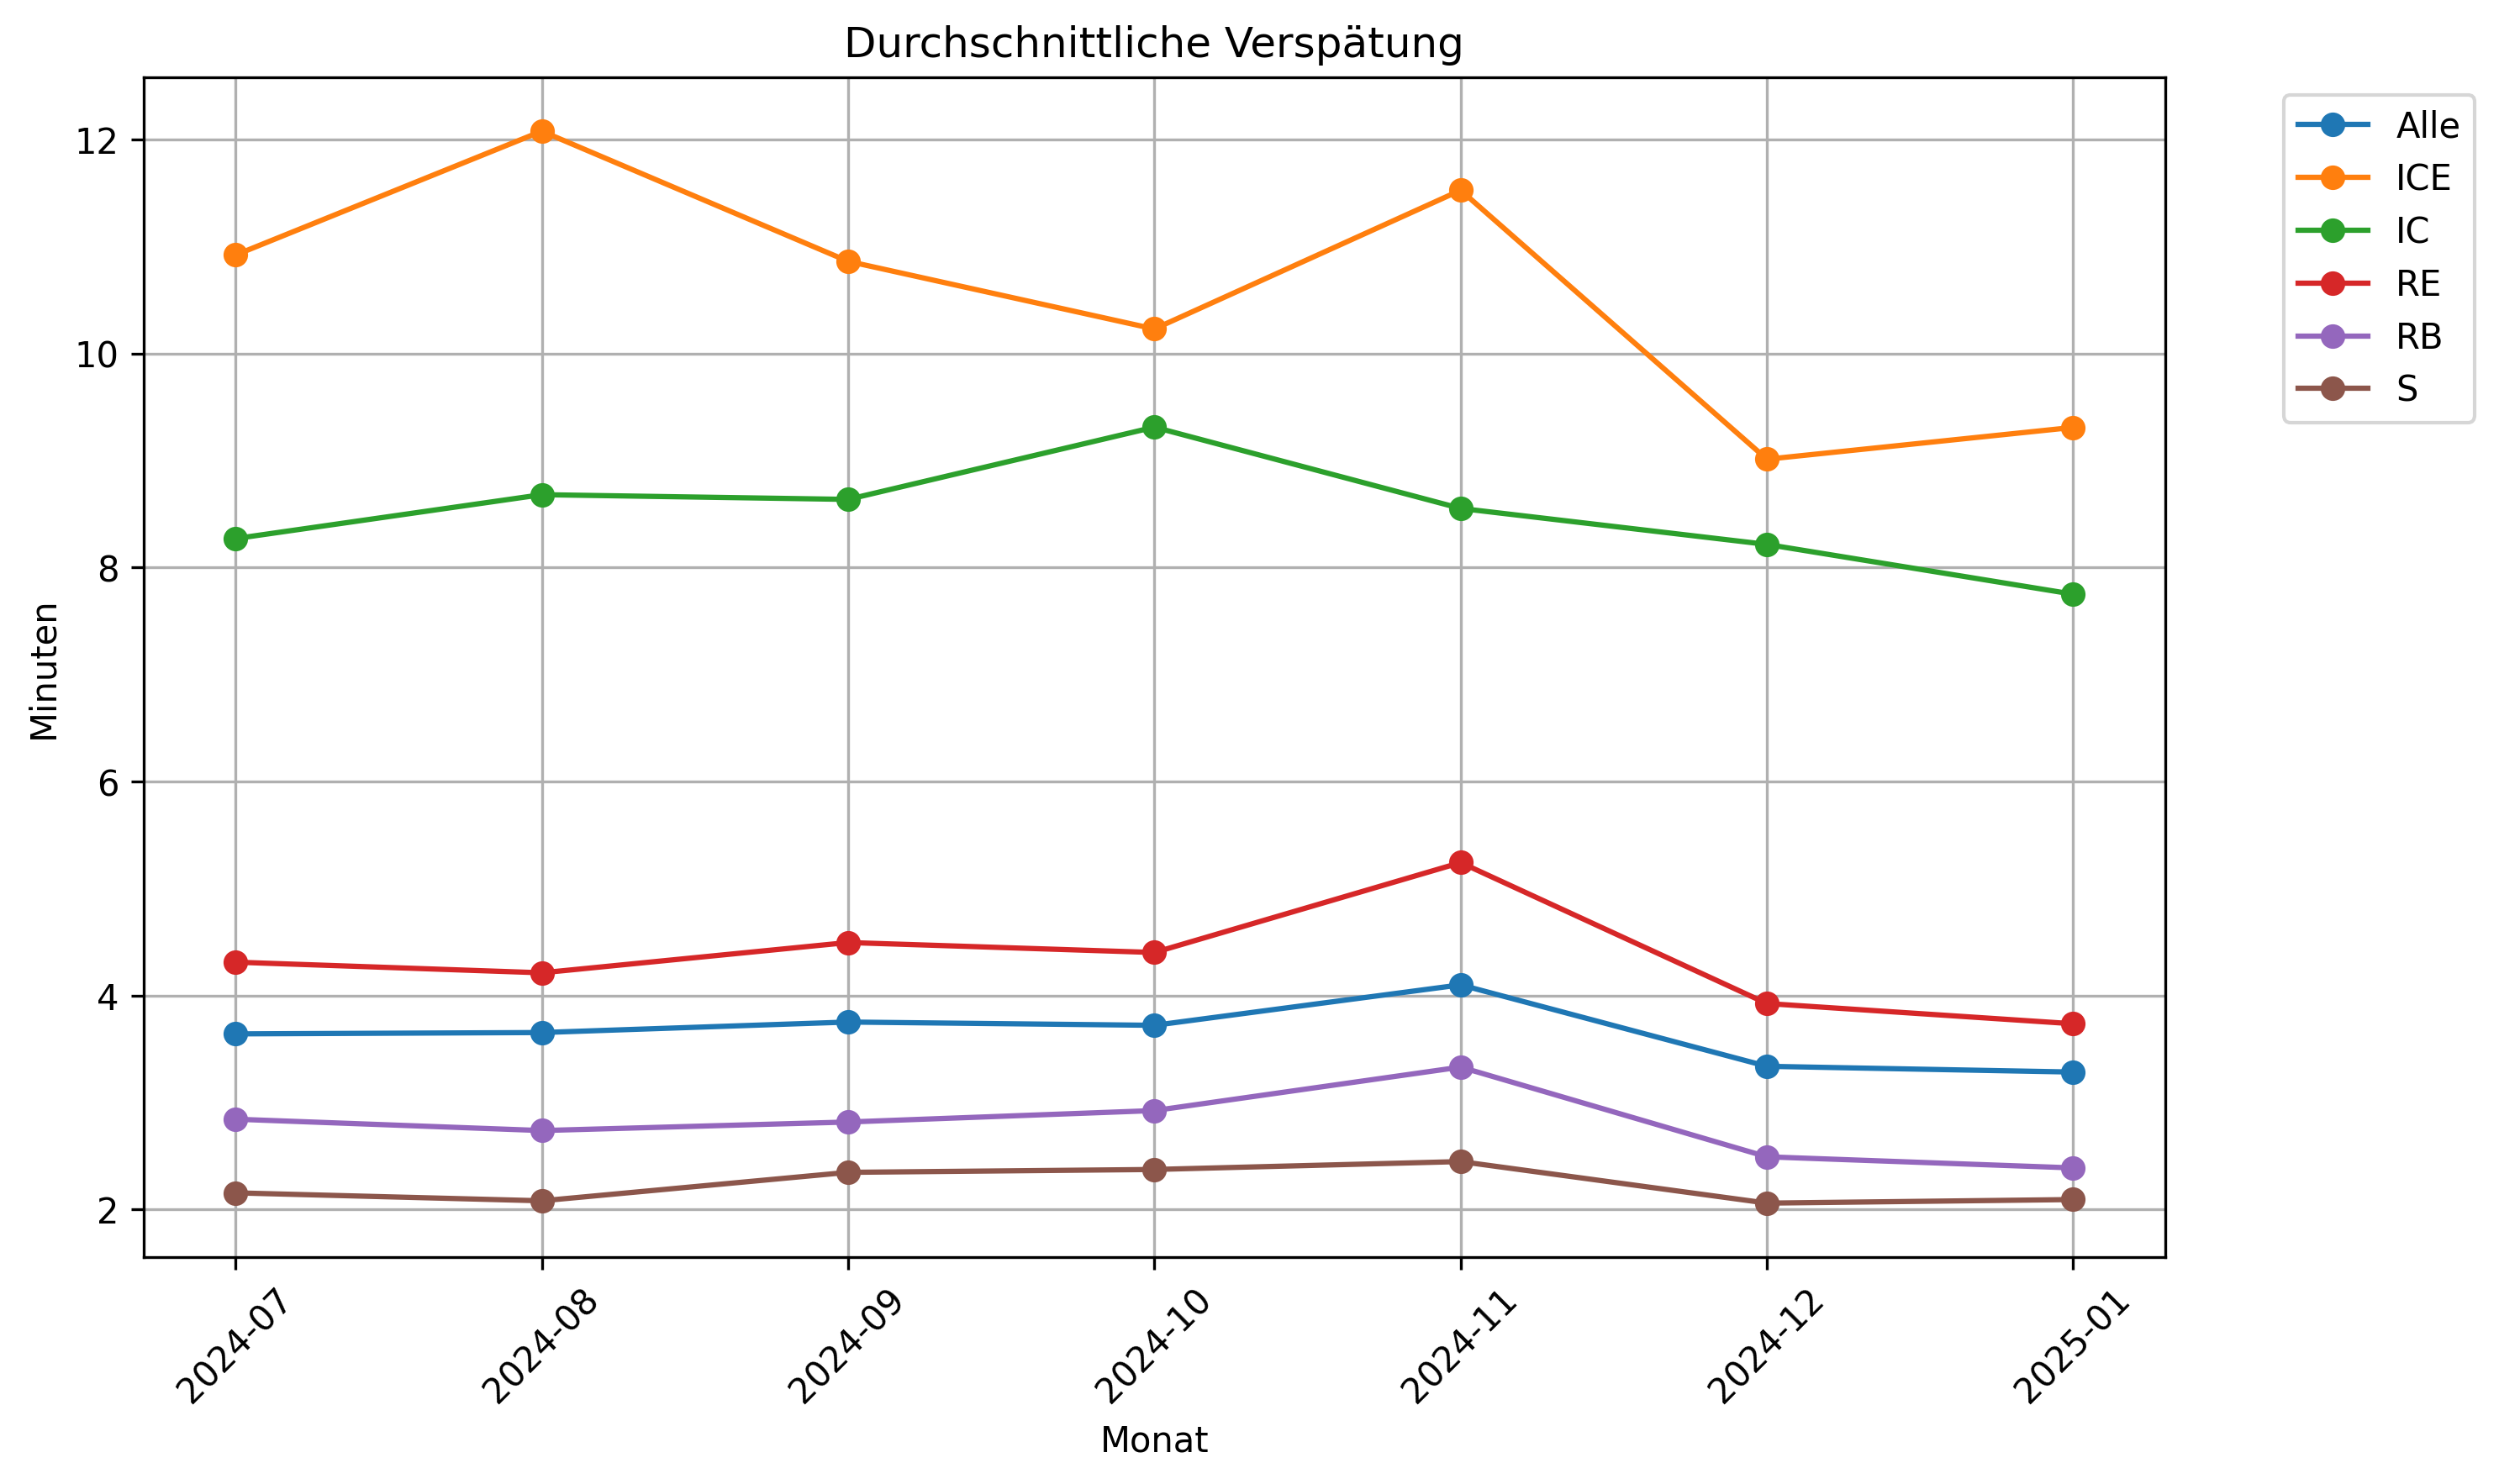 Durchschnittliche Verspätung
Minuten
12
10
8
6
4
2
2024-07
2024-08
2024-09
2024-10
2024-11
2024-12
2025-01
Monat
Alle
ICE
IC
RE
RB
S